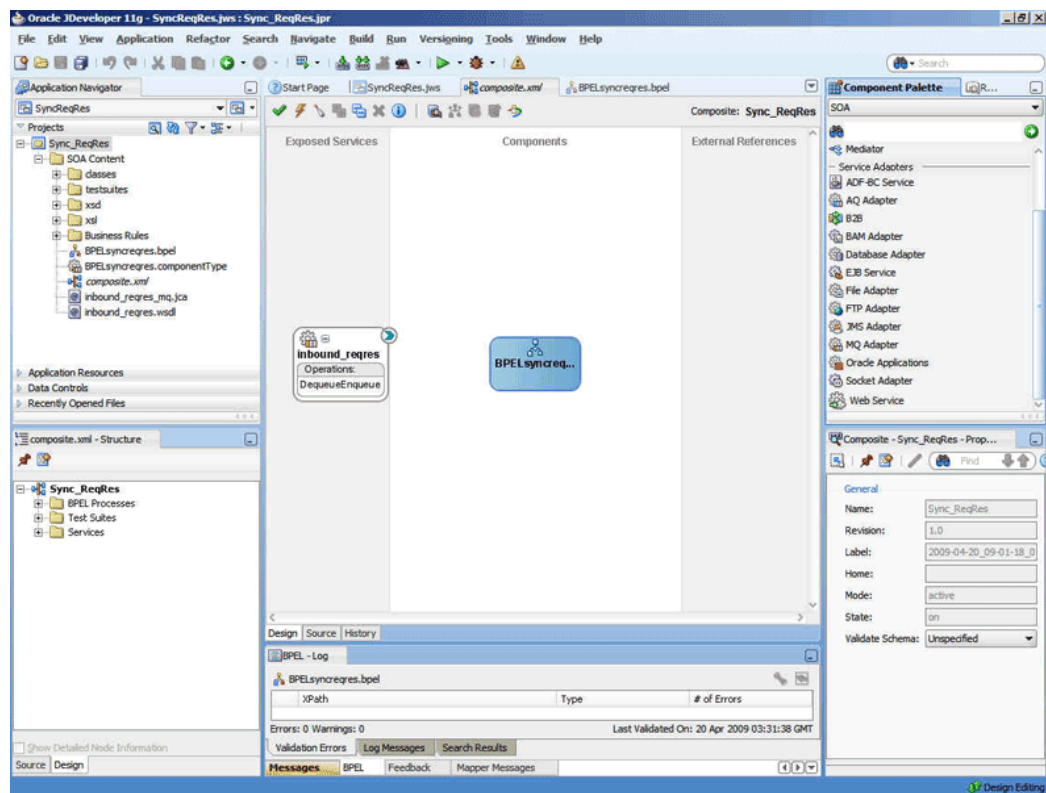 Oracle JDeveloper 11g - SyncReqRes.jws : Sync_ReqRes.jpr
File Edit View Application Refactor Search Navigate Build Run Versioning Tools Window Help
Search
Application Navigator
SyncReqRes
Projects
Sync_ReqRes
SOA Content
classes
testsuites
xsd
xsl
Business Rules
BPELsyncreqres.bpel
BPELsyncreqres.componentType
composite.xml
inbound_reqres_mq.jca
inbound_reqres.wsdl
Application Resources
Data Controls
Recently Opened Files
composite.xml - Structure
Sync_ReqRes
BPEL Processes
Test Suites
Services
Show Detailed Node Information
Source Design
Start Page SyncReqRes.jws composite.xml BPELsyncreqres.bpel
Composite: Sync_ReqRes
Exposed Services Components External References
inbound_reqres
Operations:
DequeueEnqueue
BPELsyncreq...
Design Source History
BPEL - Log
BPELsyncreqres.bpel
XPath Type # of Errors
Errors: 0 Warnings: 0 Last Validated On: 20 Apr 2009 03:31:38 GMT
Validation Errors Log Messages Search Results
Messages BPEL Feedback Mapper Messages
Component Palette R...
SOA
Mediator
Service Adapters
ADF-BC Service
AQ Adapter
B2B
BAM Adapter
Database Adapter
EJB Service
File Adapter
FTP Adapter
JMS Adapter
MQ Adapter
Oracle Applications
Socket Adapter
Web Service
Composite - Sync_ReqRes - Prop...
Find
General
Name: Sync_ReqRes
Revision: 1.0
Label: 2009-04-20_09-01-18_0
Home:
Mode: active
State: on
Validate Schema: Unspecified
Design Editing